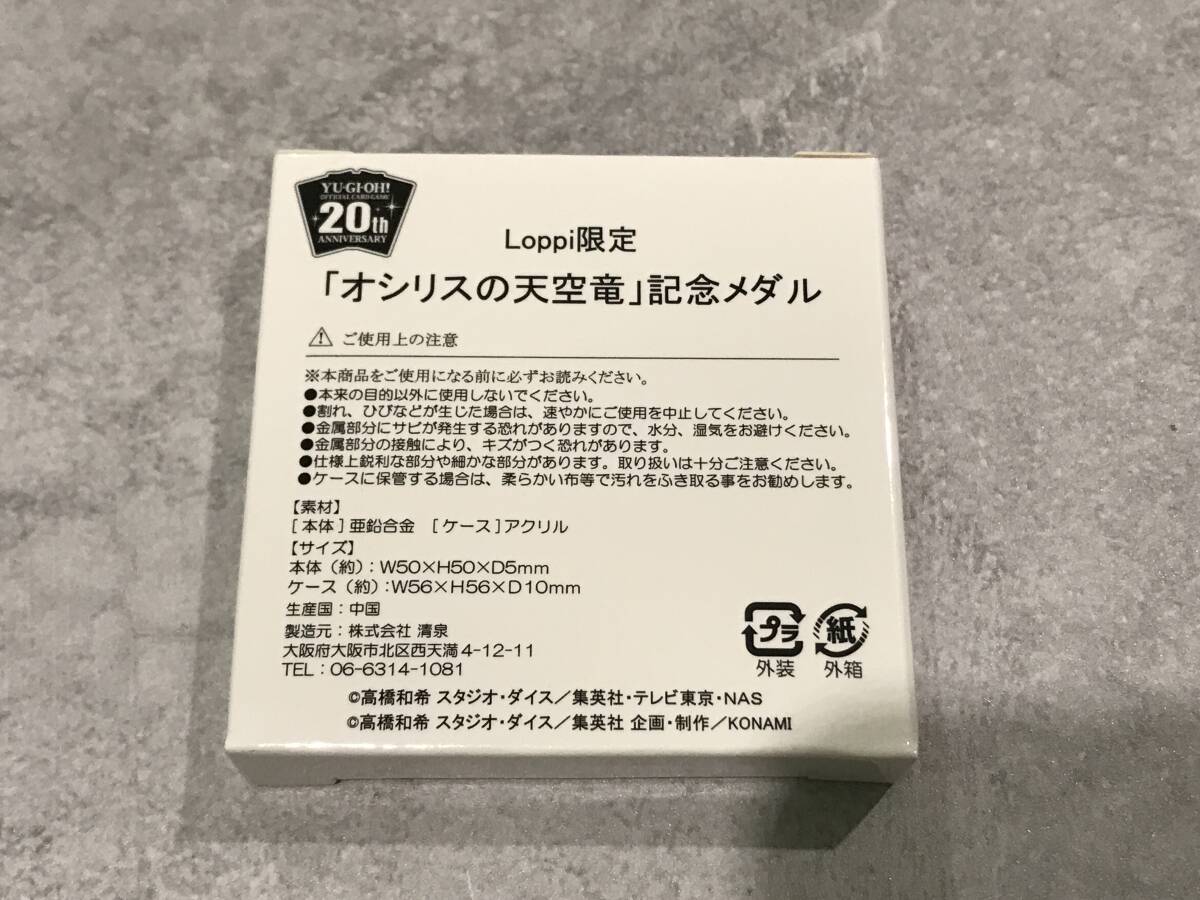 YU-GI-OH!
OFFICIAL CARD GAME
20th
ANNIVERSARY
Loppi限定
「オシリスの天空竜」記念メダル
ご使用上の注意
※本商品をご使用になる前に必ずお読みください。
●本来の目的以外に使用しないでください。
●割れ、ひびなどが生じた場合は、速やかにご使用を中止してください。
●金属部分にサビが発生する恐れがありますので、水分、湿気をお避けください。
●金属部分の接触により、キズがつく恐れがあります。
●仕様上鋭利な部分や細かな部分があります。取り扱いは十分ご注意ください。
●ケースに保管する場合は、柔らかい布等で汚れをふき取る事をお勧めします。
【素材】
[本体]亜鉛合金　[ケース]アクリル
【サイズ】
本体（約）：W50×H50×D5mm
ケース（約）：W56×H56×D10mm
生産国：中国
製造元：株式会社 清泉
大阪府大阪市北区西天満4-12-11
TEL：06-6314-1081
プラ 紙
外装 外箱
©高橋和希 スタジオ・ダイス／集英社・テレビ東京・NAS
©高橋和希 スタジオ・ダイス／集英社 企画・制作／KONAMI